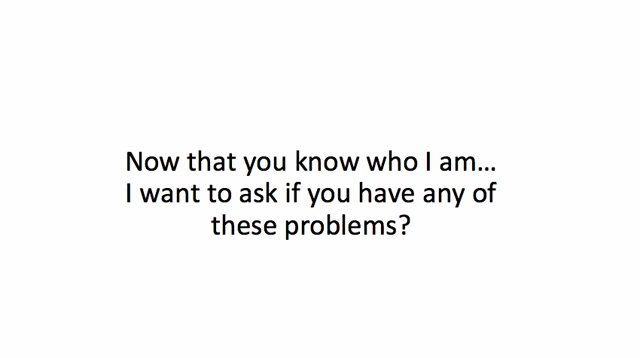 Now that you know who I am…
I want to ask if you have any of
these problems?